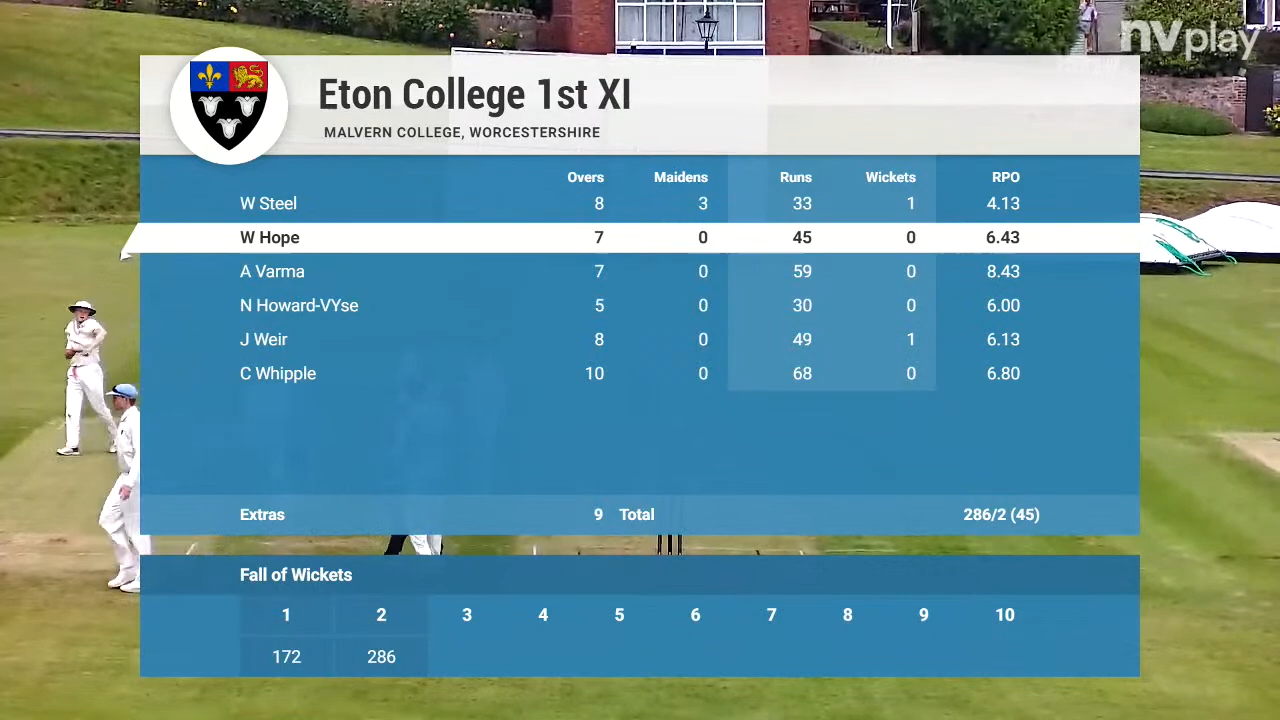 nvplay
Eton College 1st XI
MALVERN COLLEGE, WORCESTERSHIRE
Overs Maidens Runs Wickets RPO
W Steel 8 3 33 1 4.13
W Hope 7 0 45 0 6.43
A Varma 7 0 59 0 8.43
N Howard-VYse 5 0 30 0 6.00
J Weir 8 0 49 1 6.13
C Whipple 10 0 68 0 6.80
Extras 9 Total 286/2 (45)
Fall of Wickets
1 2 3 4 5 6 7 8 9 10
172 286